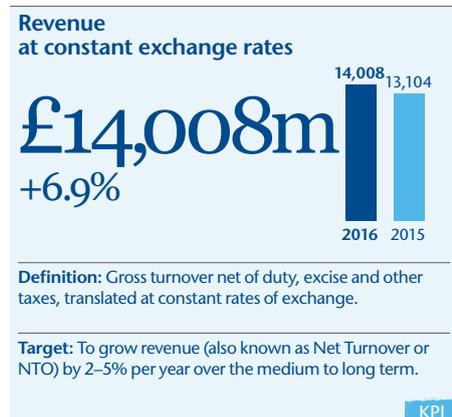 Revenue
at constant exchange rates
£14,008m
+6.9%
14,008
13,104
2016 2015
Definition: Gross turnover net of duty, excise and other
taxes, translated at constant rates of exchange.
Target: To grow revenue (also known as Net Turnover or
NTO) by 2–5% per year over the medium to long term.
KPI